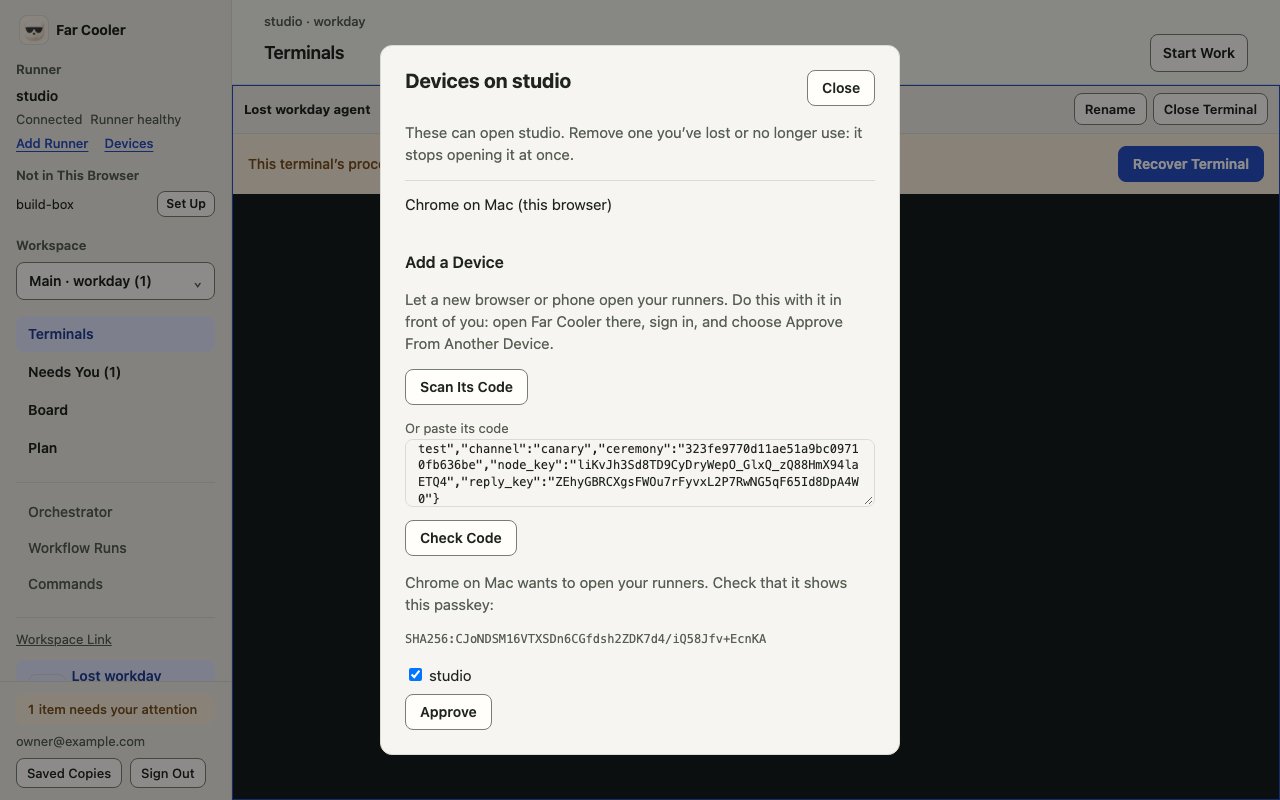 Far Cooler
Runner
studio
Connected Runner healthy
Add Runner Devices
Not in This Browser
build-box Set Up
Workspace
Main · workday (1)
Terminals
Needs You (1)
Board
Plan
Orchestrator
Workflow Runs
Commands
Workspace Link
Lost workday
1 item needs your attention
owner@example.com
Saved Copies Sign Out
studio · workday
Terminals
Start Work
Lost workday agent
Rename Close Terminal
This terminal's proc
Recover Terminal
Devices on studio
Close
These can open studio. Remove one you’ve lost or no longer use: it
stops opening it at once.
Chrome on Mac (this browser)
Add a Device
Let a new browser or phone open your runners. Do this with it in
front of you: open Far Cooler there, sign in, and choose Approve
From Another Device.
Scan Its Code
Or paste its code
test","channel":"canary","ceremony":"323fe9770d11ae51a9bc0971
0fb636be","node_key":"liKvJh3Sd8TD9CyDryWepO_GlxQ_zQ88HmX94la
ETQ4","reply_key":"ZEhyGBRCXgsFWOu7rFyvxL2P7RwNG5qF65Id8DpA4W
0"}
Check Code
Chrome on Mac wants to open your runners. Check that it shows
this passkey:
SHA256:CJoNDSM16VTXSDn6CGfdsh2ZDK7d4/iQ58Jfv+EcnKA
studio
Approve